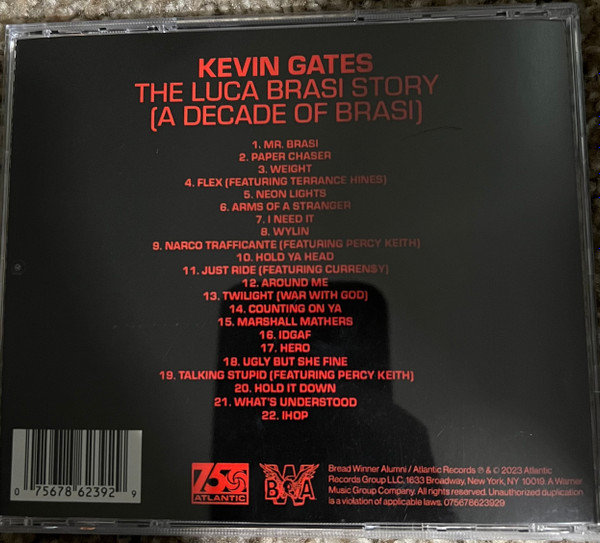 KEVIN GATES
THE LUCA BRASI STORY
(A DECADE OF BRASI)
1. MR. BRASI
2. PAPER CHASER
3. WEIGHT
4. FLEX (FEATURING TERRANCE HINES)
5. NEON LIGHTS
6. ARMS OF A STRANGER
7. I NEED IT
8. WYLIN
9. NARCO TRAFFICANTE (FEATURING PERCY KEITH)
10. HOLD YA HEAD
11. JUST RIDE (FEATURING CURREN$Y)
12. AROUND ME
13. TWILIGHT (WAR WITH GOD)
14. COUNTING ON YA
15. MARSHALL MATHERS
16. IDGAF
17. HERO
18. UGLY BUT SHE FINE
19. TALKING STUPID (FEATURING PERCY KEITH)
20. HOLD IT DOWN
21. WHAT'S UNDERSTOOD
22. IHOP
0 75678 62392 9
75
ATLANTIC
BWA
Bread Winner Alumni / Atlantic Records ℗ & © 2023 Atlantic
Records Group LLC, 1633 Broadway, New York, NY 10019. A Warner
Music Group Company. All rights reserved. Unauthorized duplication
is a violation of applicable laws. 075678623929